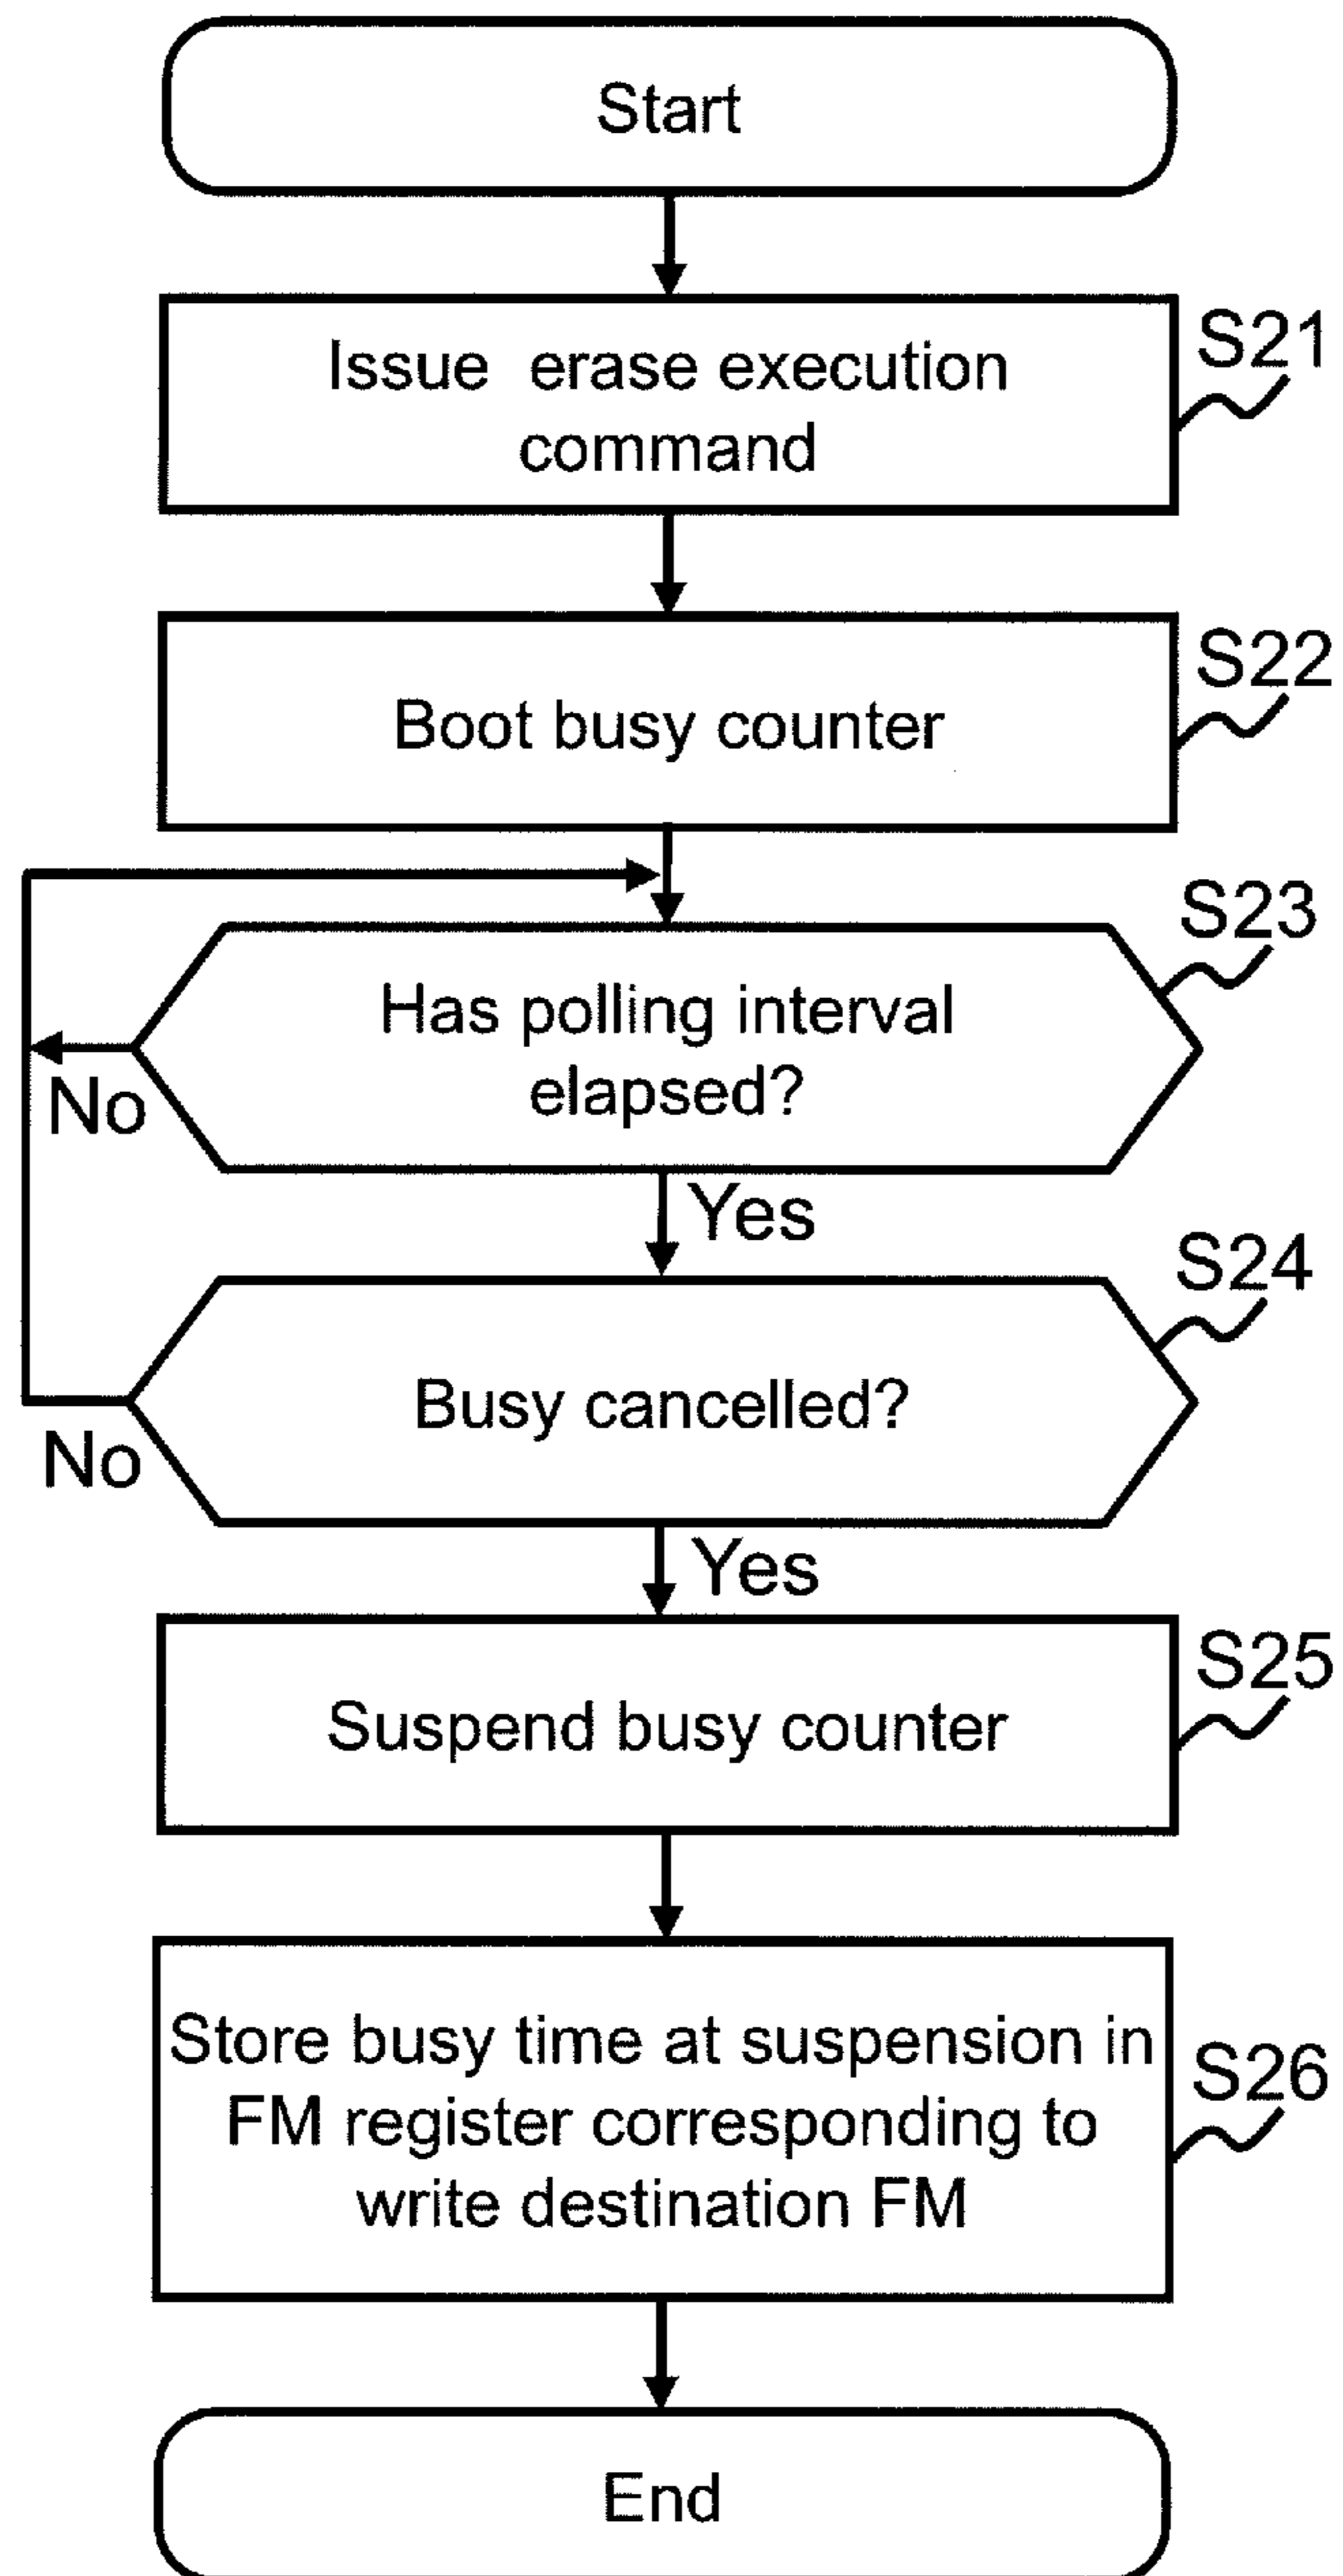 Start
Issue erase execution
command
S21
Boot busy counter
S22
Has polling interval
elapsed?
S23
No
Yes
Busy cancelled?
S24
No
Yes
Suspend busy counter
S25
Store busy time at suspension in
FM register corresponding to
write destination FM
S26
End